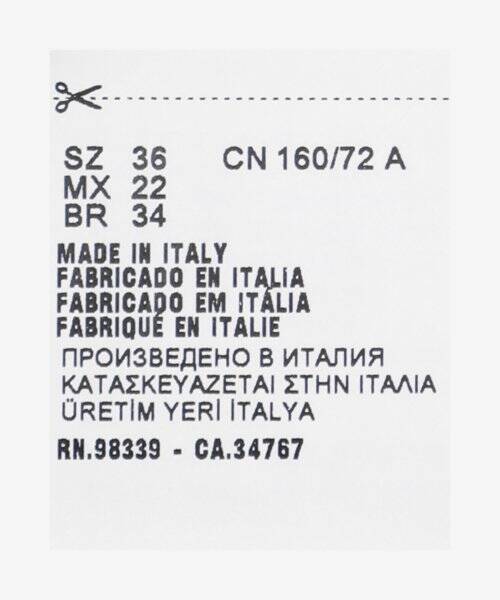 SZ 36 CN 160/72 A
MX 22
BR 34
MADE IN ITALY
FABRICADO EN ITALIA
FABRICADO EM ITÁLIA
FABRIQUÉ EN ITALIE
ПРОИЗВЕДЕНО В ИТАЛИЯ
ΚΑΤΑΣΚΕΥΑΖΕΤΑΙ ΣΤΗΝ ΙΤΑΛΙΑ
ÜRETİM YERİ İTALYA
RN.98339 - CA.34767